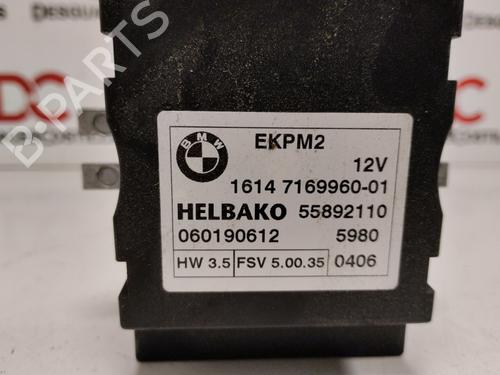 BMW
EKPM2
12V
1614 7169960-01
HELBAKO 55892110
060190612 5980
HW 3.5 FSV 5.00.35 0406
B-PARTS